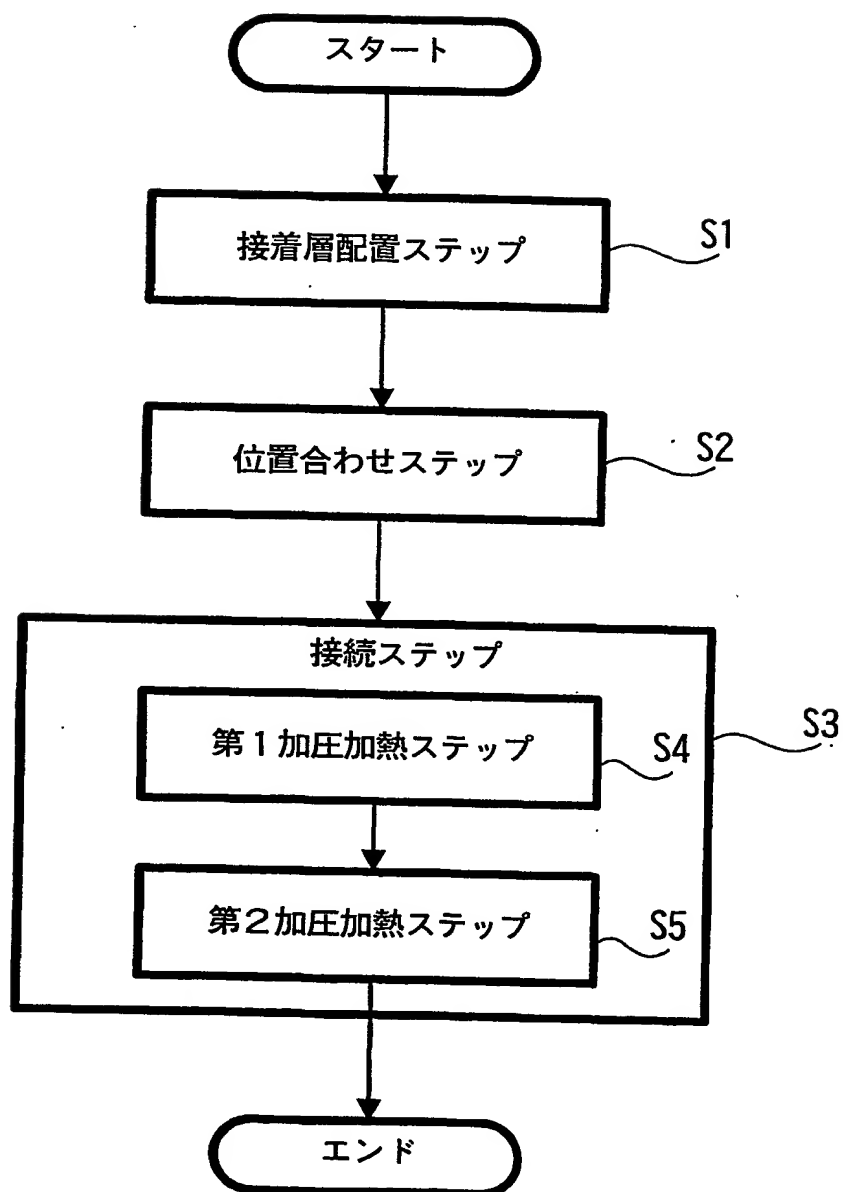 スタート
接着層配置ステップ
S1
位置合わせステップ
S2
接続ステップ
第1加圧加熱ステップ
S4
S3
第2加圧加熱ステップ
S5
エンド